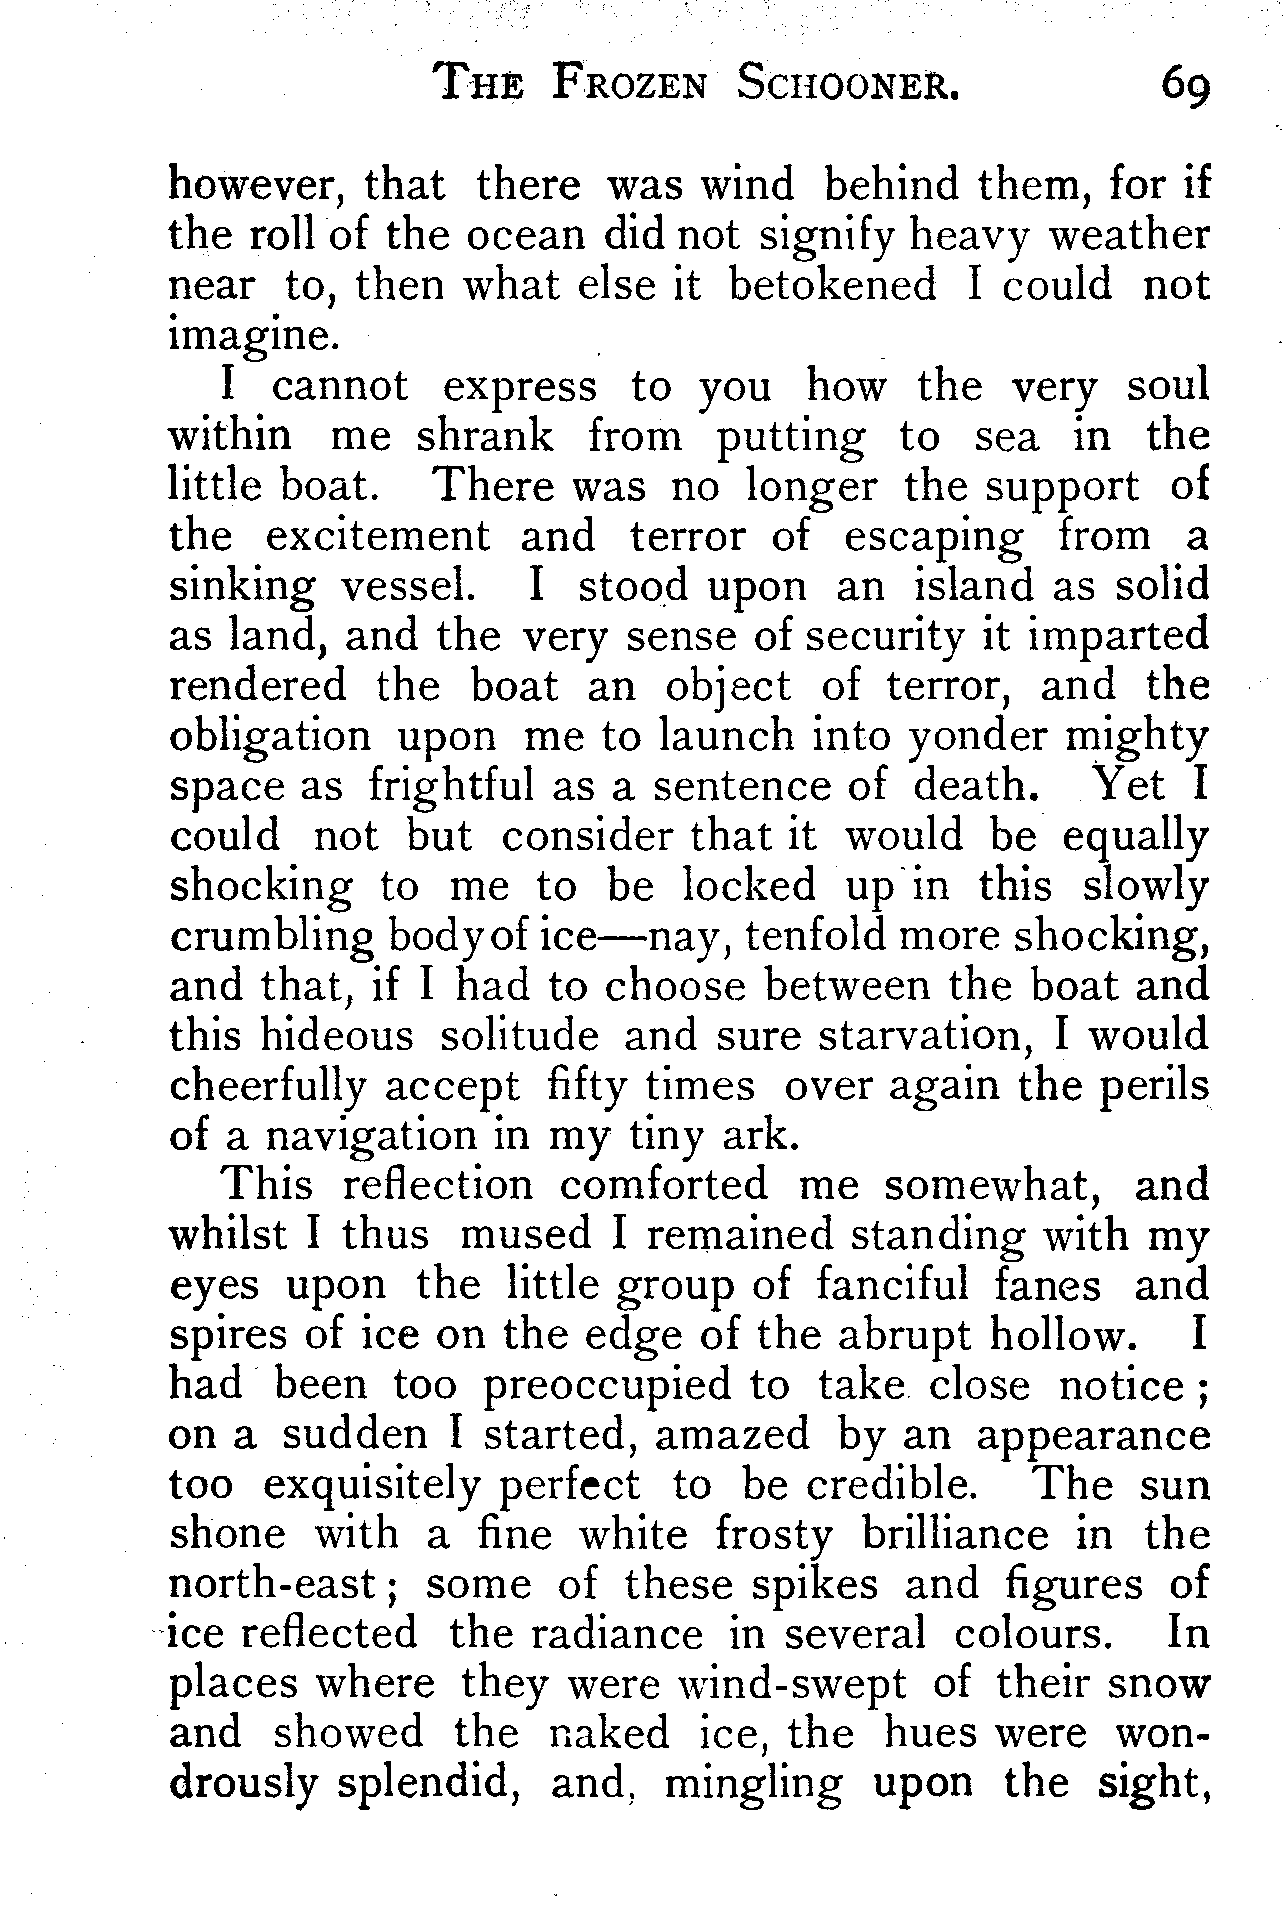 THE FROZEN SCHOONER. 69
however, that there was wind behind them, for if
the roll of the ocean did not signify heavy weather
near to, then what else it betokened I could not
imagine.
I cannot express to you how the very soul
within me shrank from putting to sea in the
little boat. There was no longer the support of
the excitement and terror of escaping from a
sinking vessel. I stood upon an island as solid
as land, and the very sense of security it imparted
rendered the boat an object of terror, and the
obligation upon me to launch into yonder mighty
space as frightful as a sentence of death. Yet I
could not but consider that it would be equally
shocking to me to be locked up in this slowly
crumbling body of ice—nay, tenfold more shocking,
and that, if I had to choose between the boat and
this hideous solitude and sure starvation, I would
cheerfully accept fifty times over again the perils
of a navigation in my tiny ark.
This reflection comforted me somewhat, and
whilst I thus mused I remained standing with my
eyes upon the little group of fanciful fanes and
spires of ice on the edge of the abrupt hollow. I
had been too preoccupied to take close notice;
on a sudden I started, amazed by an appearance
too exquisitely perfect to be credible. The sun
shone with a fine white frosty brilliance in the
north-east; some of these spikes and figures of
ice reflected the radiance in several colours. In
places where they were wind-swept of their snow
and showed the naked ice, the hues were won-
drously splendid, and, mingling upon the sight,